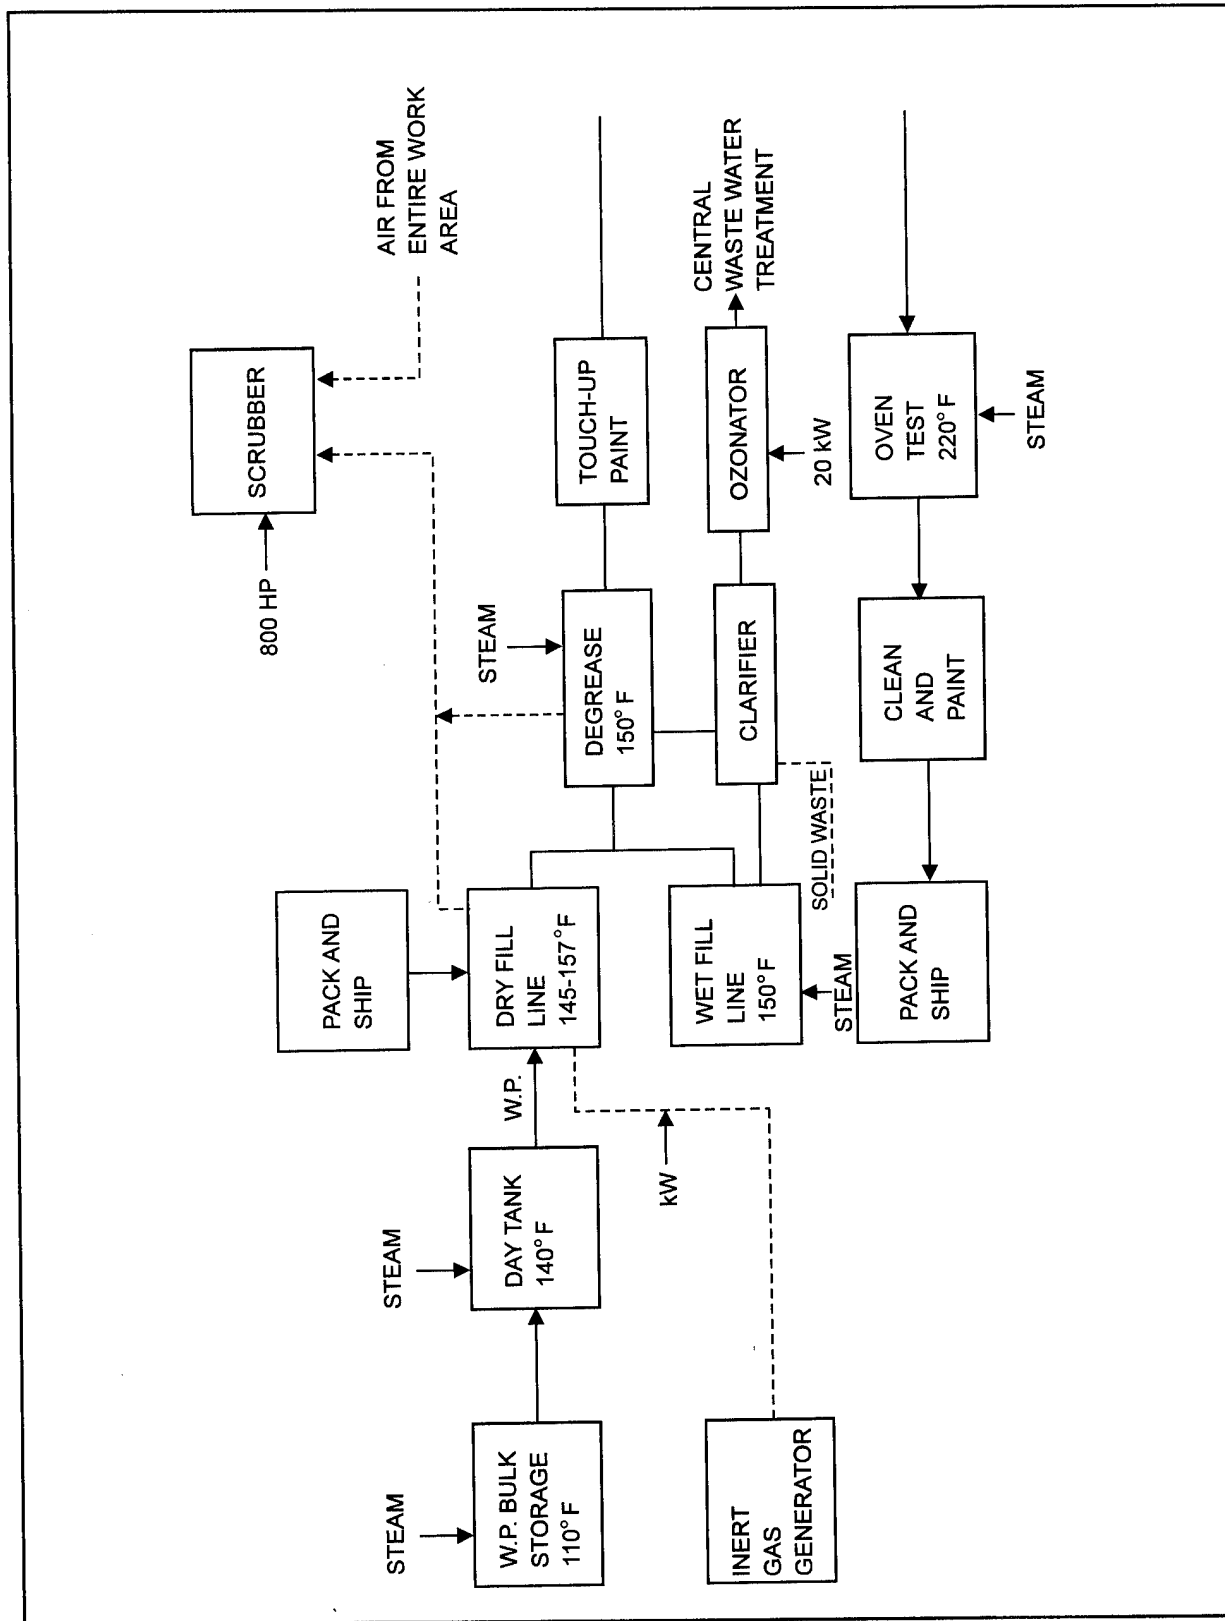 STEAM
W.P. BULK
STORAGE
110°F
STEAM
DAY TANK
140°F
W.P.
PACK AND
SHIP
DRY FILL
LINE
145-157°F
INERT
GAS
GENERATOR
kW
WET FILL
LINE
150°F
STEAM
STEAM
DEGREASE
150°F
TOUCH-UP
PAINT
800 HP
SCRUBBER
AIR FROM
ENTIRE WORK
AREA
SOLID WASTE
CLARIFIER
OZONATOR
20 kW
CENTRAL
WASTE WATER
TREATMENT
PACK AND
SHIP
CLEAN
AND
PAINT
OVEN
TEST
220°F
STEAM